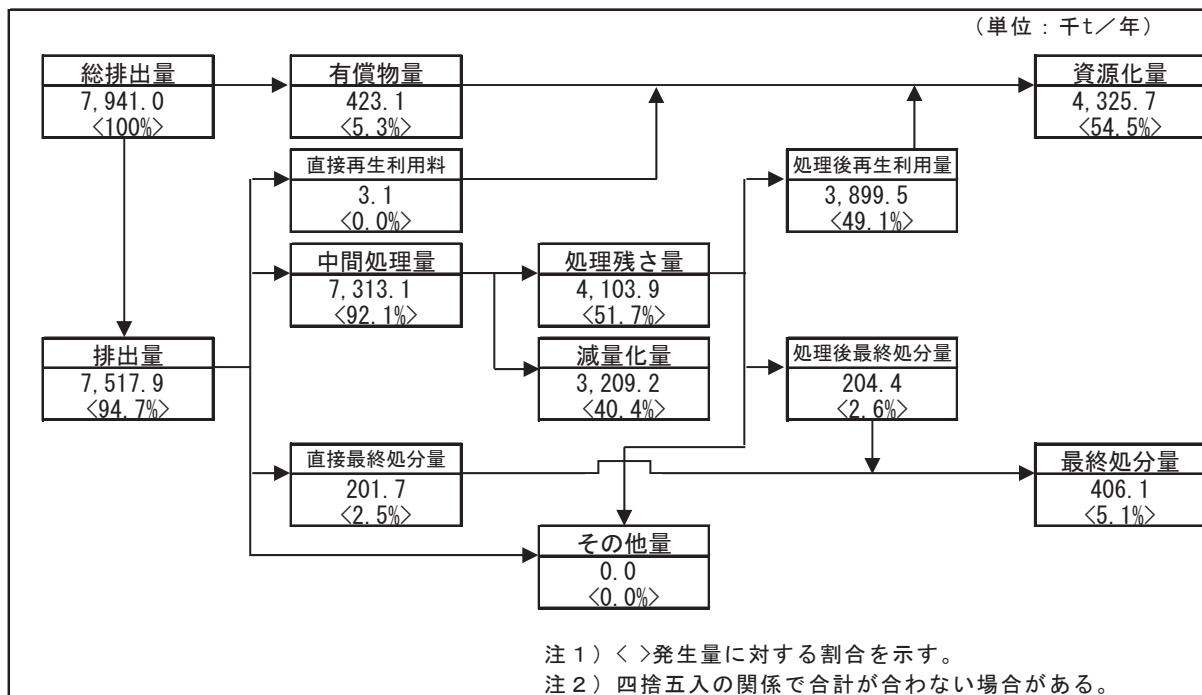 (単位：千t／年)
総排出量
7,941.0
<100%>
有償物量
423.1
<5.3%>
資源化量
4,325.7
<54.5%>
直接再生利用料
3.1
<0.0%>
処理後再生利用量
3,899.5
<49.1%>
中間処理量
7,313.1
<92.1%>
処理残さ量
4,103.9
<51.7%>
排出量
7,517.9
<94.7%>
減量化量
3,209.2
<40.4%>
処理後最終処分量
204.4
<2.6%>
直接最終処分量
201.7
<2.5%>
最終処分量
406.1
<5.1%>
その他量
0.0
<0.0%>
注１）< >発生量に対する割合を示す。
注２）四捨五入の関係で合計が合わない場合がある。